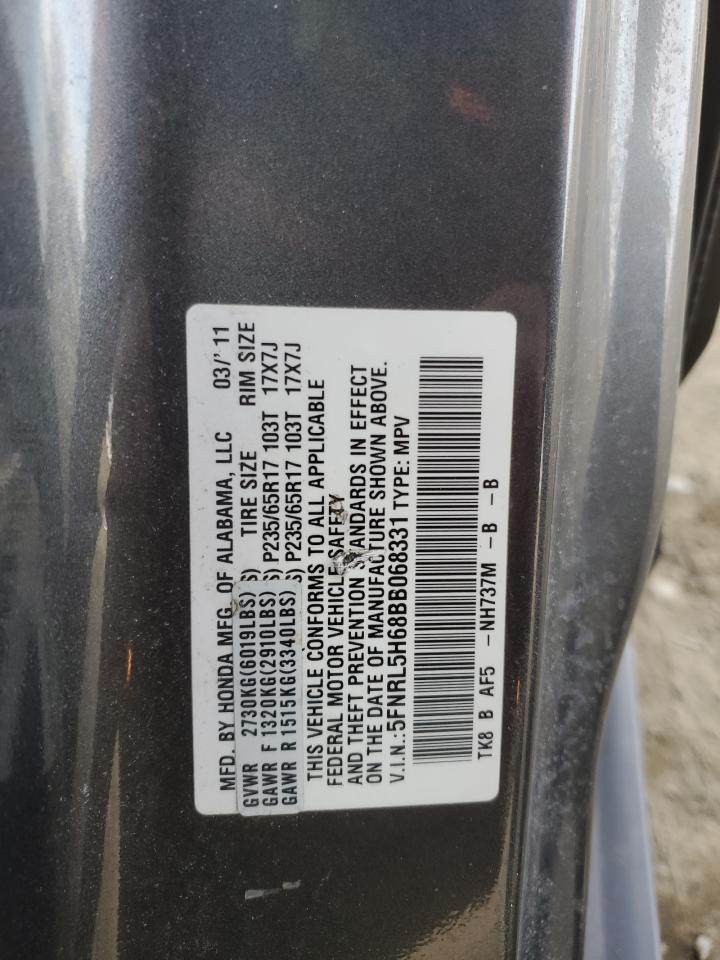 MFD. BY HONDA MFG. OF ALABAMA, LLC 03/'11
GVWR 2730KG(6019LBS) TIRE SIZE RIM SIZE
GAWR F 1320KG(2910LBS) P235/65R17 103T 17X7J
GAWR R 1515KG(3340LBS) P235/65R17 103T 17X7J
THIS VEHICLE CONFORMS TO ALL APPLICABLE
FEDERAL MOTOR VEHICLE SAFETY
AND THEFT PREVENTION STANDARDS IN EFFECT
ON THE DATE OF MANUFACTURE SHOWN ABOVE.
V.I.N.:5FNRL5H68BB068331 TYPE: MPV
TK8 B AF5 -NH737M -B -B